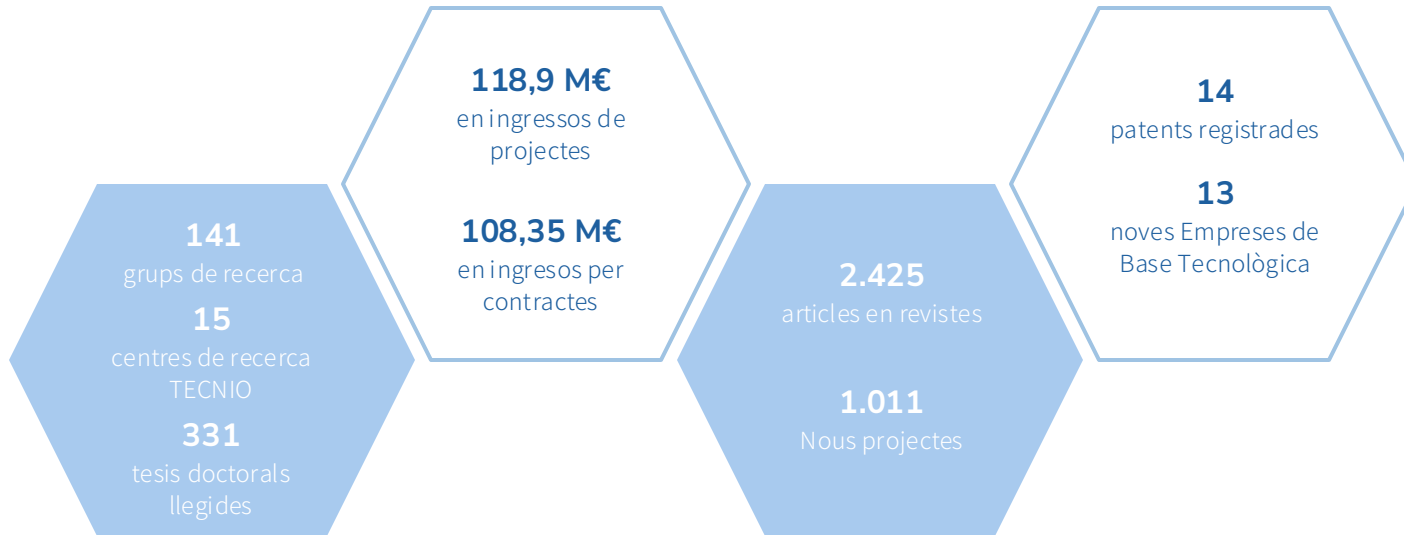 141
grups de recerca
15
centres de recerca
TECNIO
331
tesis doctorals
llegides
118,9 M€
en ingressos de
projectes
108,35 M€
en ingresos per
contractes
2.425
articles en revistes
1.011
Nous projectes
14
patents registrades
13
noves Empreses de
Base Tecnològica